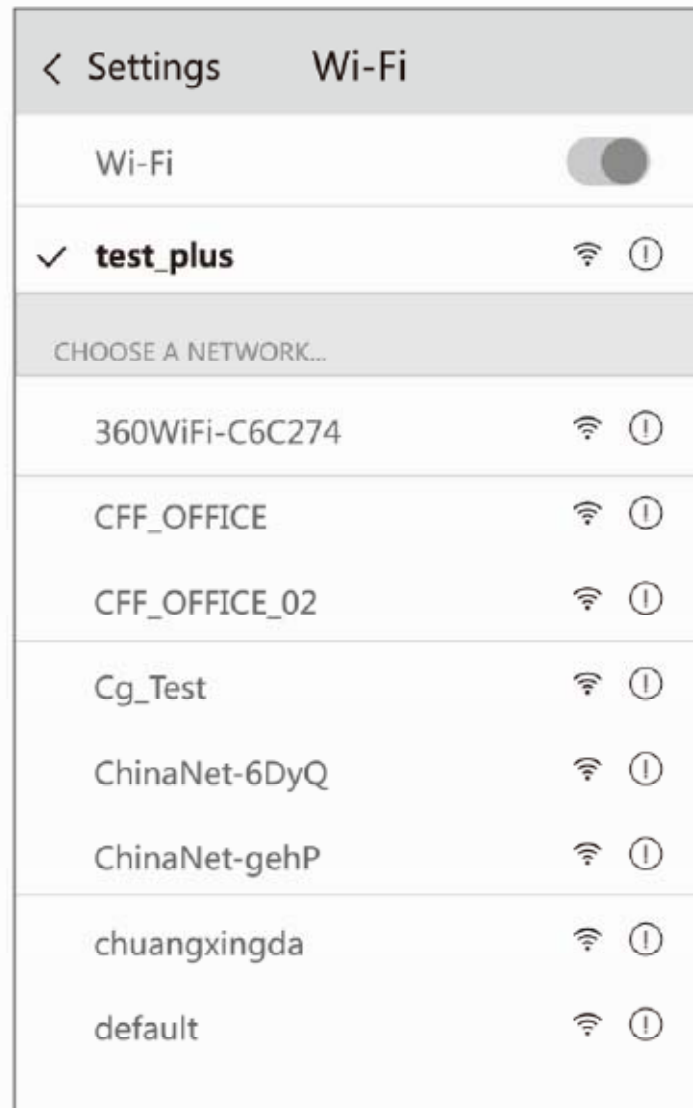 Settings Wi-Fi
Wi-Fi
test_plus
CHOOSE A NETWORK...
360WiFi-C6C274
CFF_OFFICE
CFF_OFFICE_02
Cg_Test
ChinaNet-6DyQ
ChinaNet-gehP
chuangxingda
default